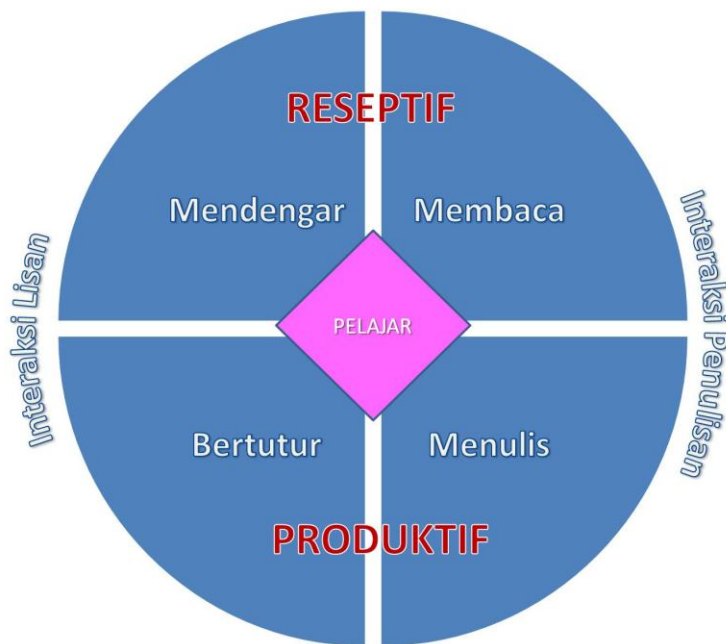 RESEPTIF
Mendengar
Membaca
Interaksi Lisan
PELAJAR
Interaksi Penulisan
Bertutur
Menulis
PRODUKTIF